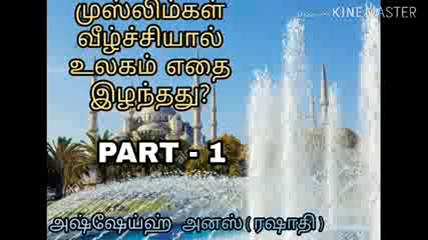 KINEMASTER
முஸ்லிம்கள்
வீழ்ச்சியால்
உலகம் எதை
இழந்தது?
PART - 1
அஷ்ஷேய்ஹ் அனஸ் ( ரஷாதி )